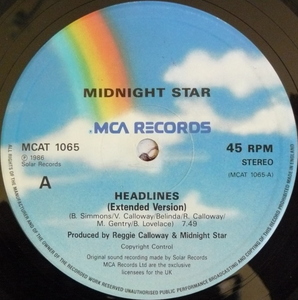 MIDNIGHT STAR
MCA RECORDS
MCAT 1065
45 RPM
℗ 1986
Solar Records
STEREO
(MCAT 1065-A)
A
HEADLINES
(Extended Version)
(B. Simmons/V. Calloway/Belinda/R. Calloway/
M. Gentry/B. Lovelace) 7.49
Produced by Reggie Calloway & Midnight Star
Copyright Control
Original sound recording made by Solar Records
MCA Records Ltd are the exclusive
licensees for the UK